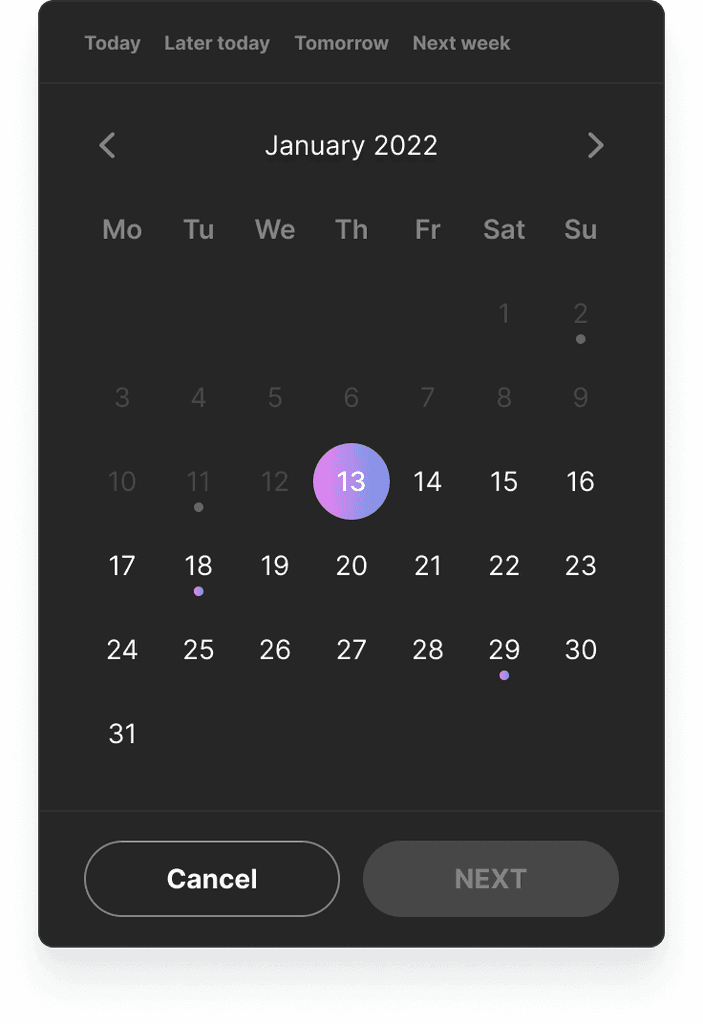 Today Later today Tomorrow Next week
January 2022
Mo Tu We Th Fr Sat Su
1 2
3 4 5 6 7 8 9
10 11 12 13 14 15 16
17 18 19 20 21 22 23
24 25 26 27 28 29 30
31
Cancel NEXT